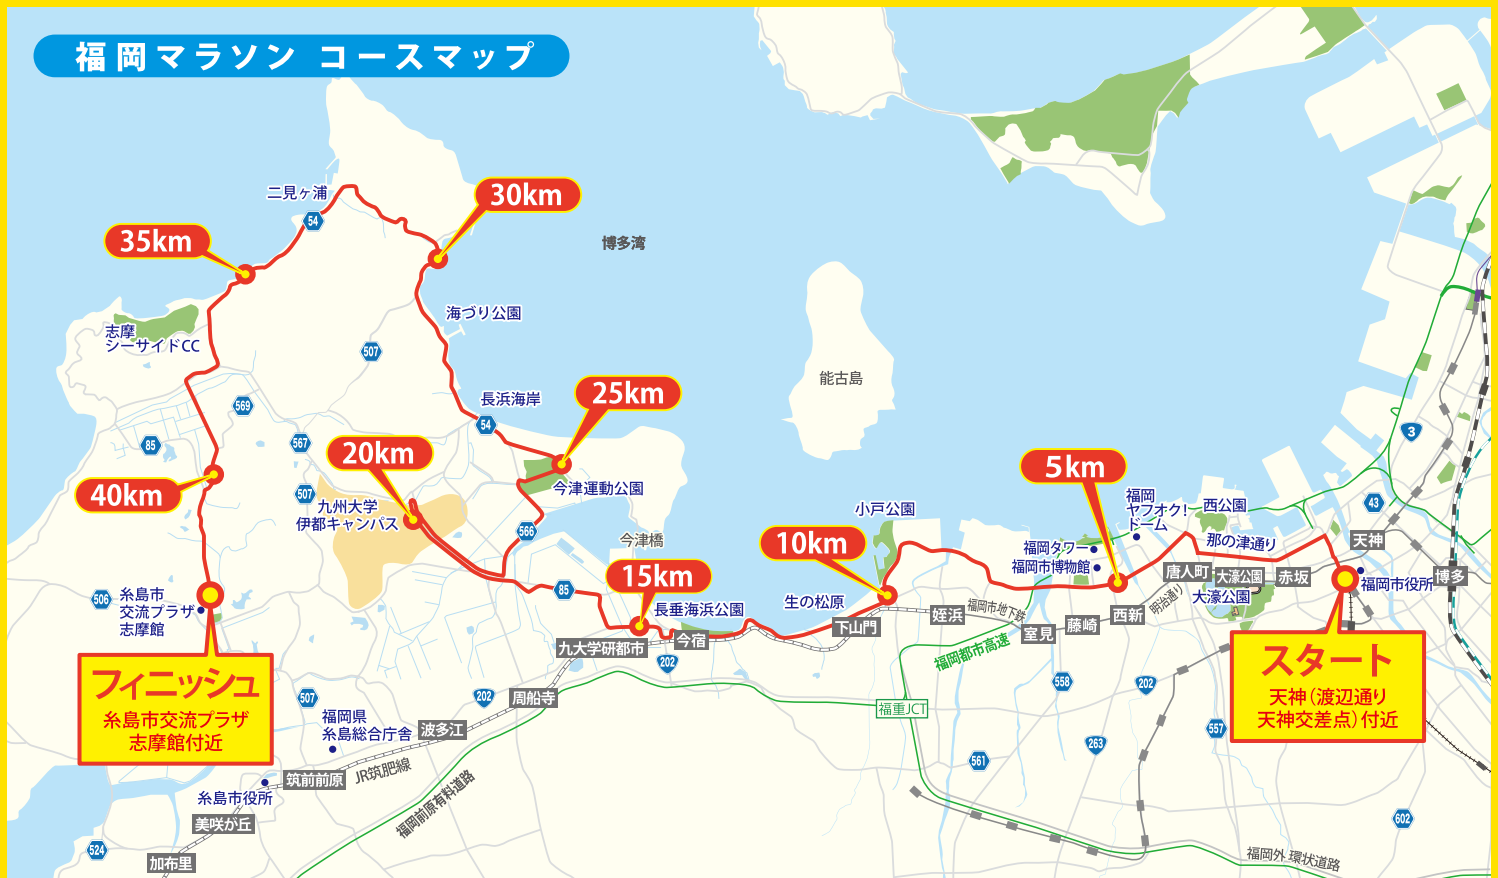 福岡マラソン コースマップ
二見ヶ浦
30km
54
35km
博多湾
海づり公園
志摩
シーサイドCC
507
能古島
25km
長浜海岸
569
54
3
85
567
20km
5km
40km
507
九州大学
伊都キャンパス
今津運動公園
福岡
ヤフオク!
ドーム
西公園
43
小戸公園
566
今津橋
10km
福岡タワー
福岡市博物館
那の津通り
天神
15km
85
506
糸島市
交流プラザ
志摩館
長垂海浜公園
生の松原
唐人町
大濠公園
赤坂
大濠公園
福岡市役所
博多
明治通り
姪浜
福岡市地下鉄
西新
藤崎
室見
下山門
今宿
九大学研都市
202
福岡都市高速
フィニッシュ
糸島市交流プラザ
志摩館付近
スタート
天神(渡辺通り
天神交差点)付近
558
202
507
202
周船寺
福重JCT
福岡県
糸島総合庁舎
波多江
557
263
561
JR筑肥線
筑前前原
糸島市役所
福岡前原有料道路
美咲が丘
602
524
加布里
福岡外環状道路